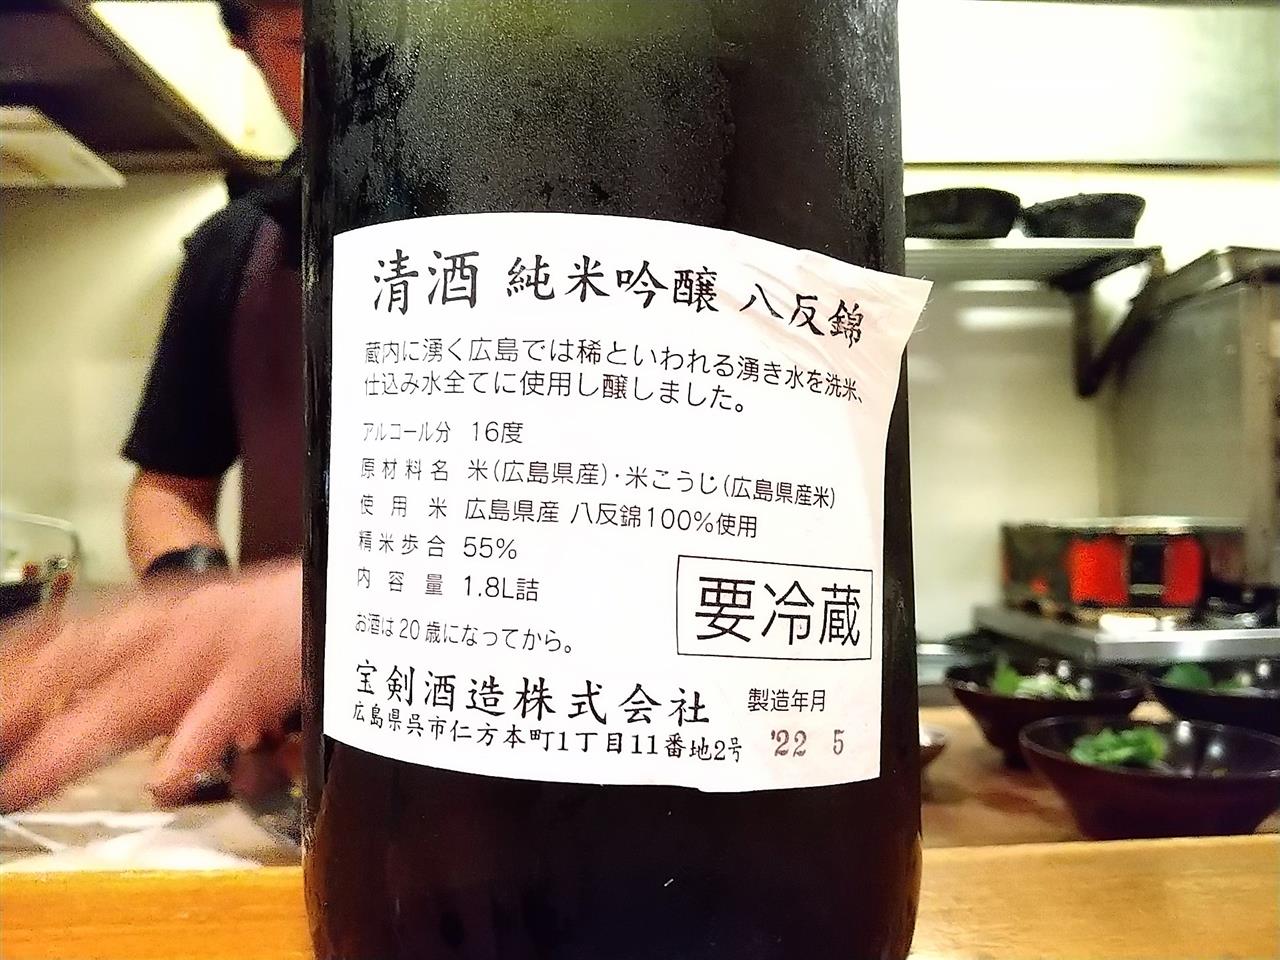 清酒 純米吟醸 八反錦
蔵内に湧く広島では稀といわれる湧き水を洗米、
仕込み水全てに使用し醸しました。
アルコール分 16度
原材料名 米(広島県産)・米こうじ(広島県産米)
使用米 広島県産 八反錦100%使用
精米歩合 55%
内容量 1.8L詰
要冷蔵
お酒は20歳になってから。
宝剣酒造株式会社 製造年月
広島県呉市仁方本町1丁目11番地2号 '22 5